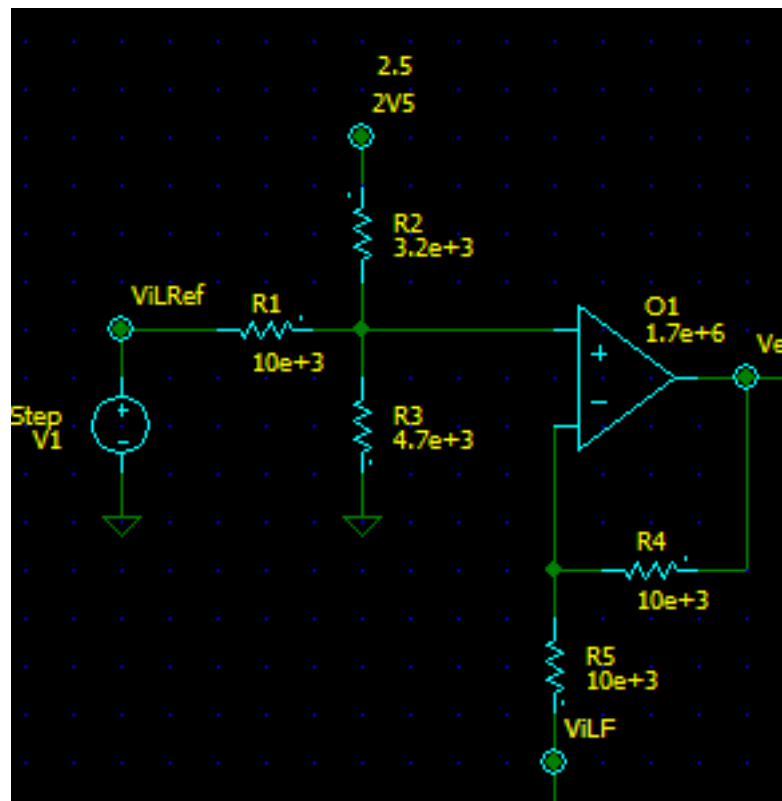 2.5
2V5
R2
3.2e+3
ViLRef
R1
10e+3
O1
1.7e+6
Ve
+
−
Step
V1
+
−
R3
4.7e+3
R4
10e+3
R5
10e+3
ViLF